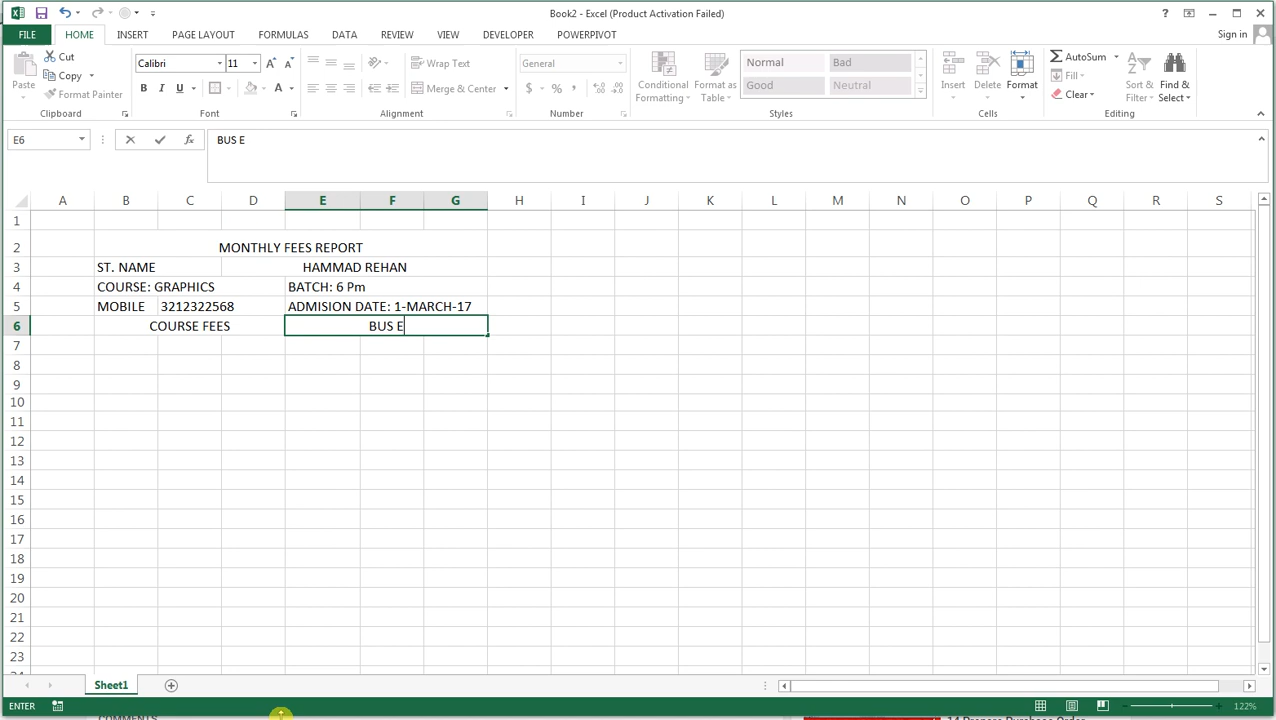 Book2 - Excel (Product Activation Failed)
FILE HOME INSERT PAGE LAYOUT FORMULAS DATA REVIEW VIEW DEVELOPER POWERPIVOT Sign in
Cut Calibri 11 Wrap Text General Normal Bad AutoSum
Paste Copy Conditional Formatting Format as Table Insert Delete Format Fill Sort & Filter Find & Select
Format Painter B I U A Merge & Center $ % Good Neutral Clear
Clipboard Font Alignment Number Styles Cells Editing
E6 fx BUS E
A B C D E F G H I J K L M N O P Q R S
1
2 MONTHLY FEES REPORT
3 ST. NAME HAMMAD REHAN
4 COURSE: GRAPHICS BATCH: 6 Pm
5 MOBILE 3212322568 ADMISION DATE: 1-MARCH-17
6 COURSE FEES BUS E
7
8
9
10
11
12
13
14
15
16
17
18
19
20
21
22
23
Sheet1
ENTER 122%